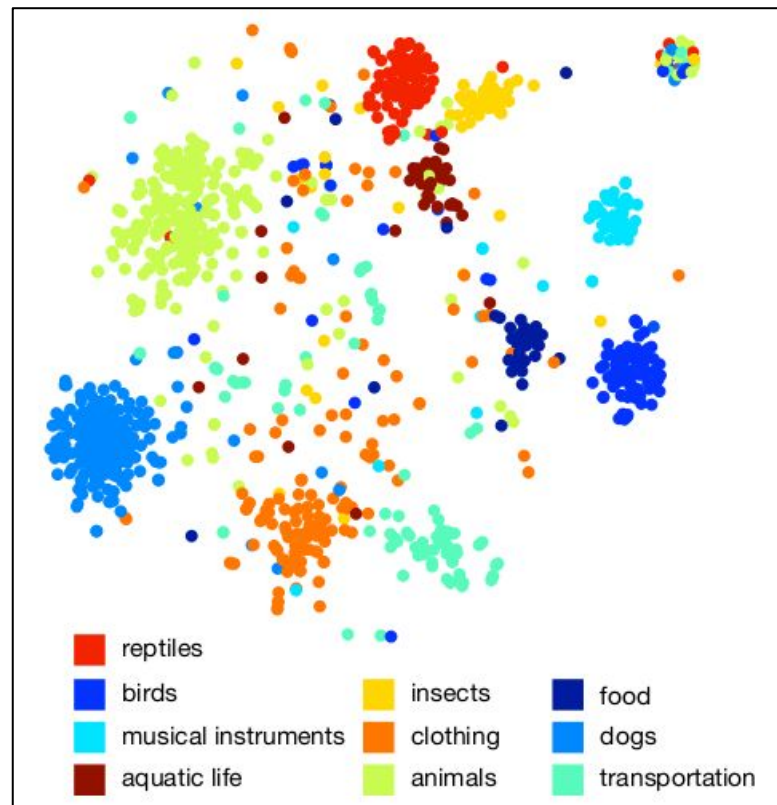 reptiles
birds
insects
food
musical instruments
clothing
dogs
aquatic life
animals
transportation